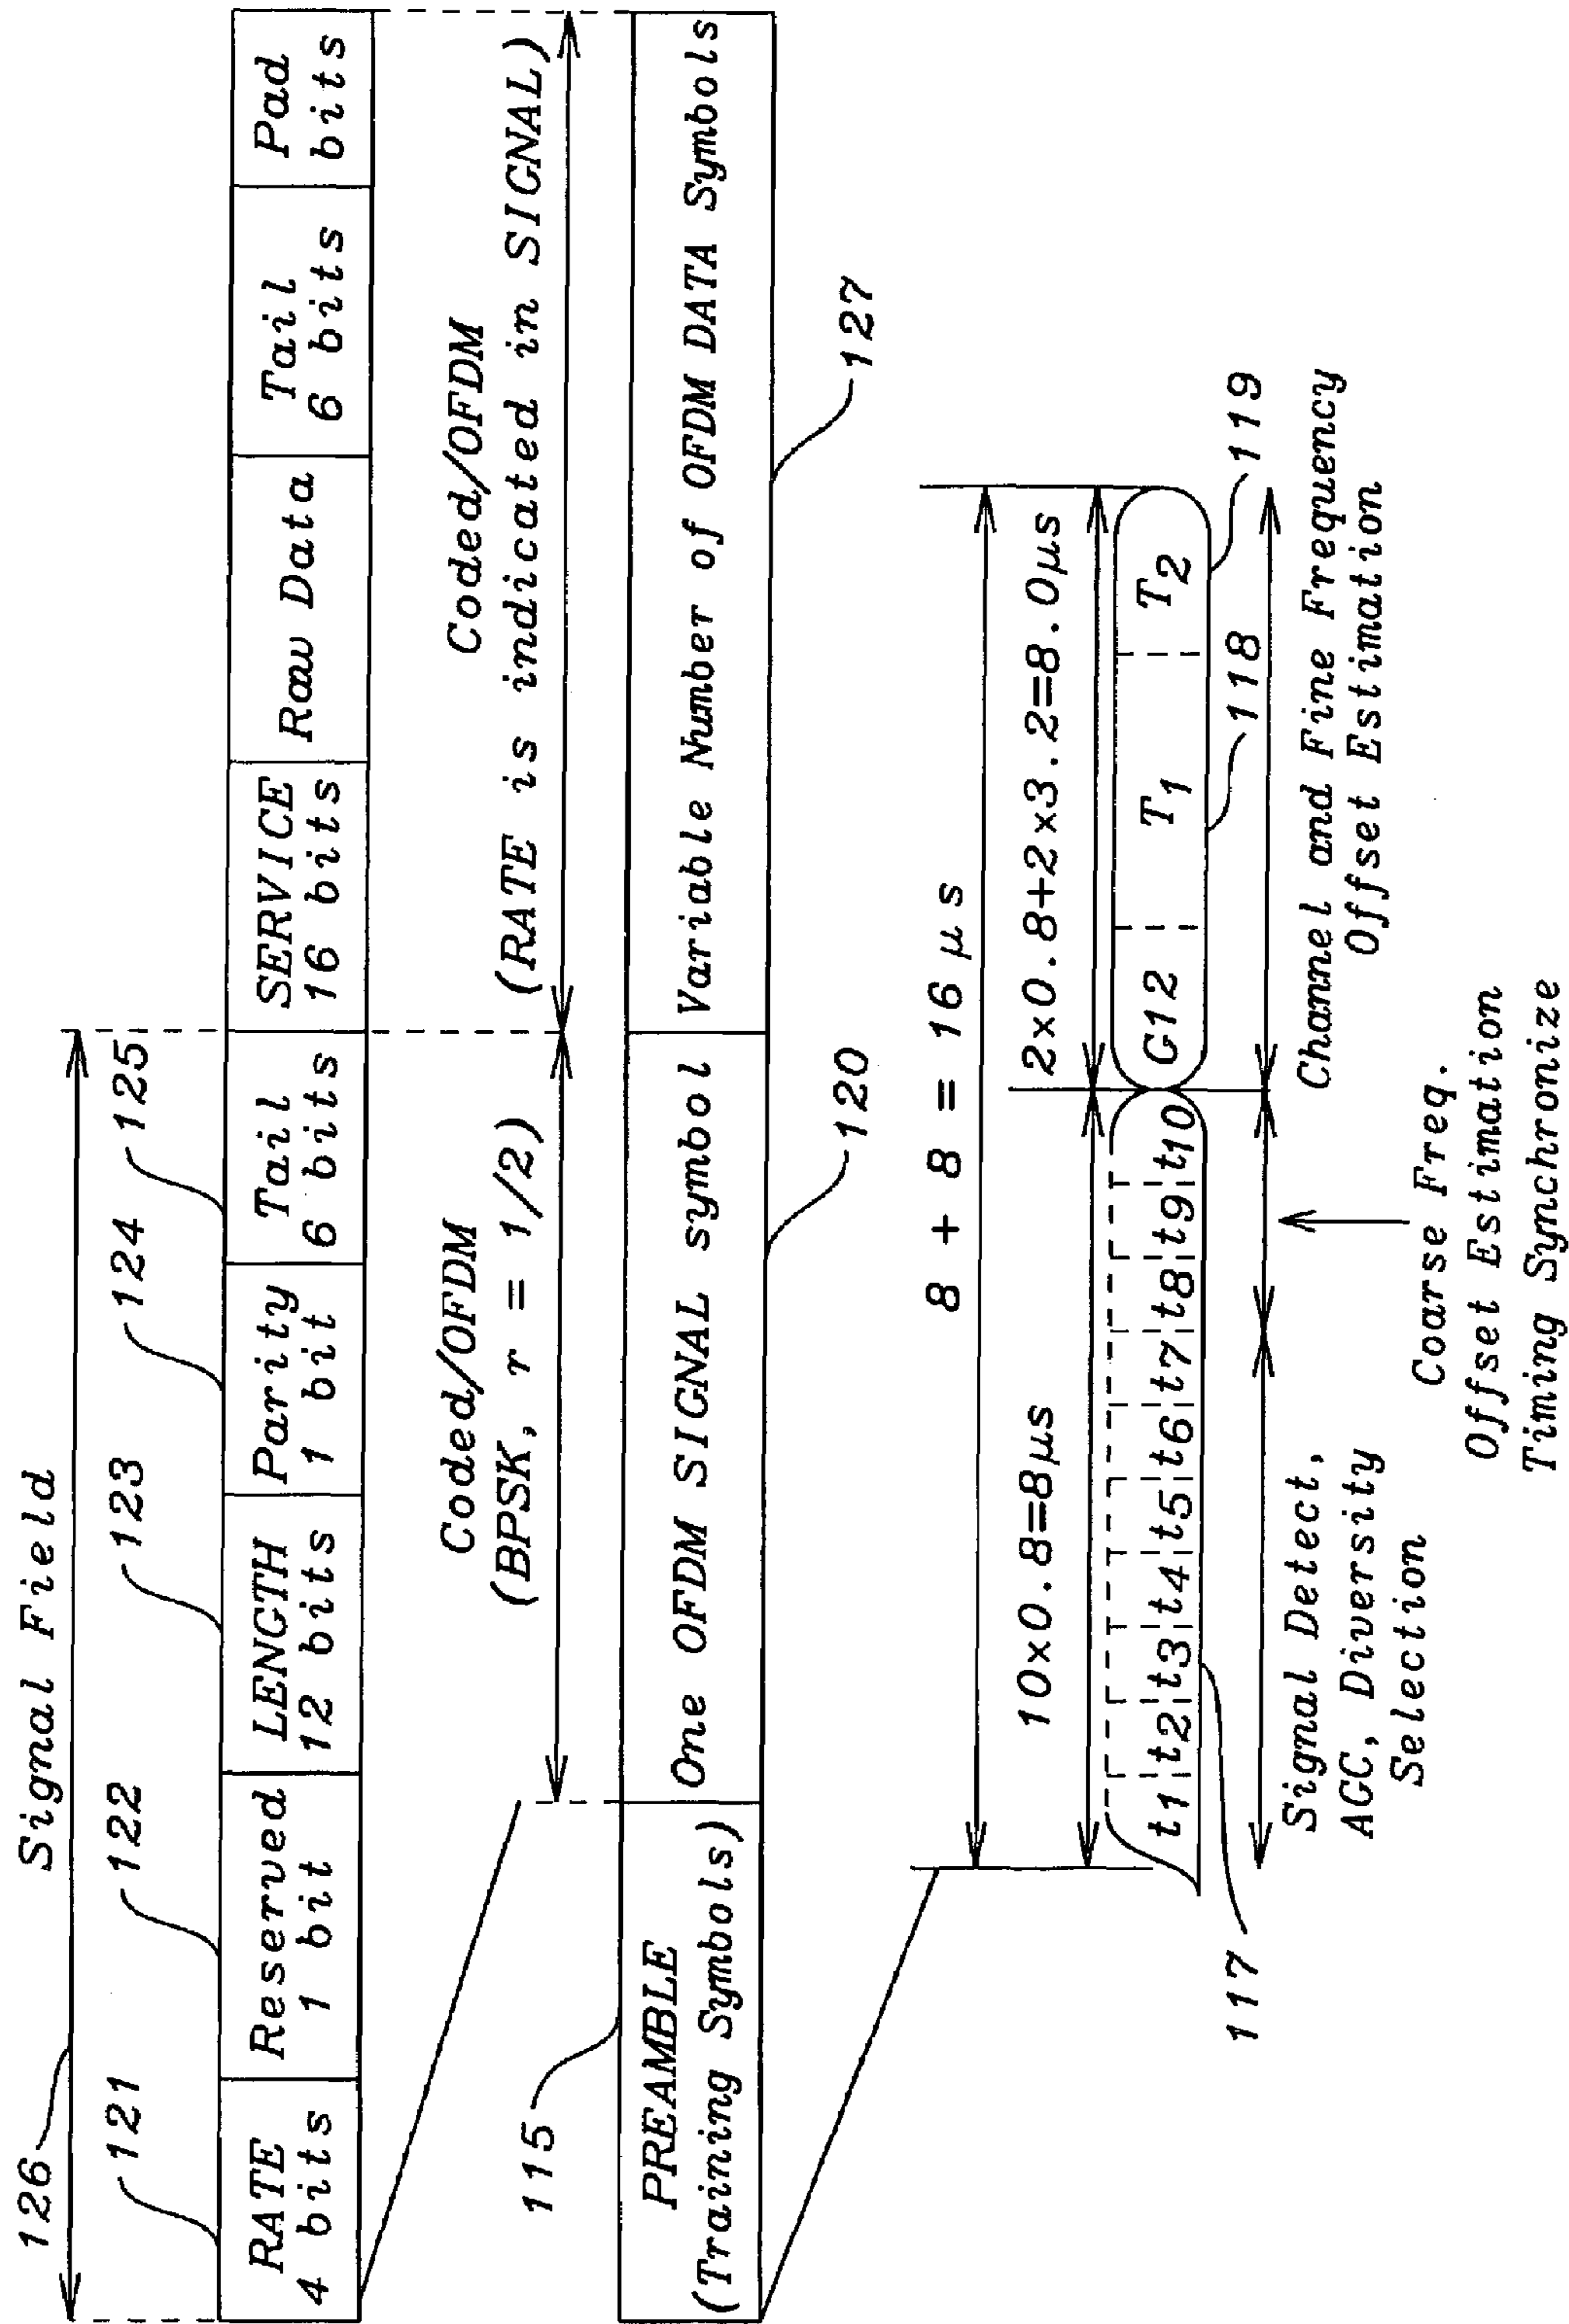 126
Signal Field
121
122
123
124
125
RATE
4 bits
Reserved
1 bit
LENGTH
12 bits
Parity
1 bit
Tail
6 bits
SERVICE
16 bits
Raw Data
Tail
6 bits
Pad
bits
Coded/OFDM
(BPSK, r = 1/2)
Coded/OFDM
(RATE is indicated in SIGNAL)
115
PREAMBLE
(Training Symbols)
One OFDM SIGNAL symbol
Variable Number of OFDM DATA Symbols
120
127
8 + 8 = 16 μs
10×0.8=8μs
2×0.8+2×3.2=8.0μs
t1 t2 t3 t4 t5 t6 t7 t8 t9 t10
G12
T1
T2
117
118
119
Signal Detect,
AGC, Diversity
Selection
Coarse Freq.
Offset Estimation
Timing Synchronize
Channel and Fine Frequency
Offset Estimation